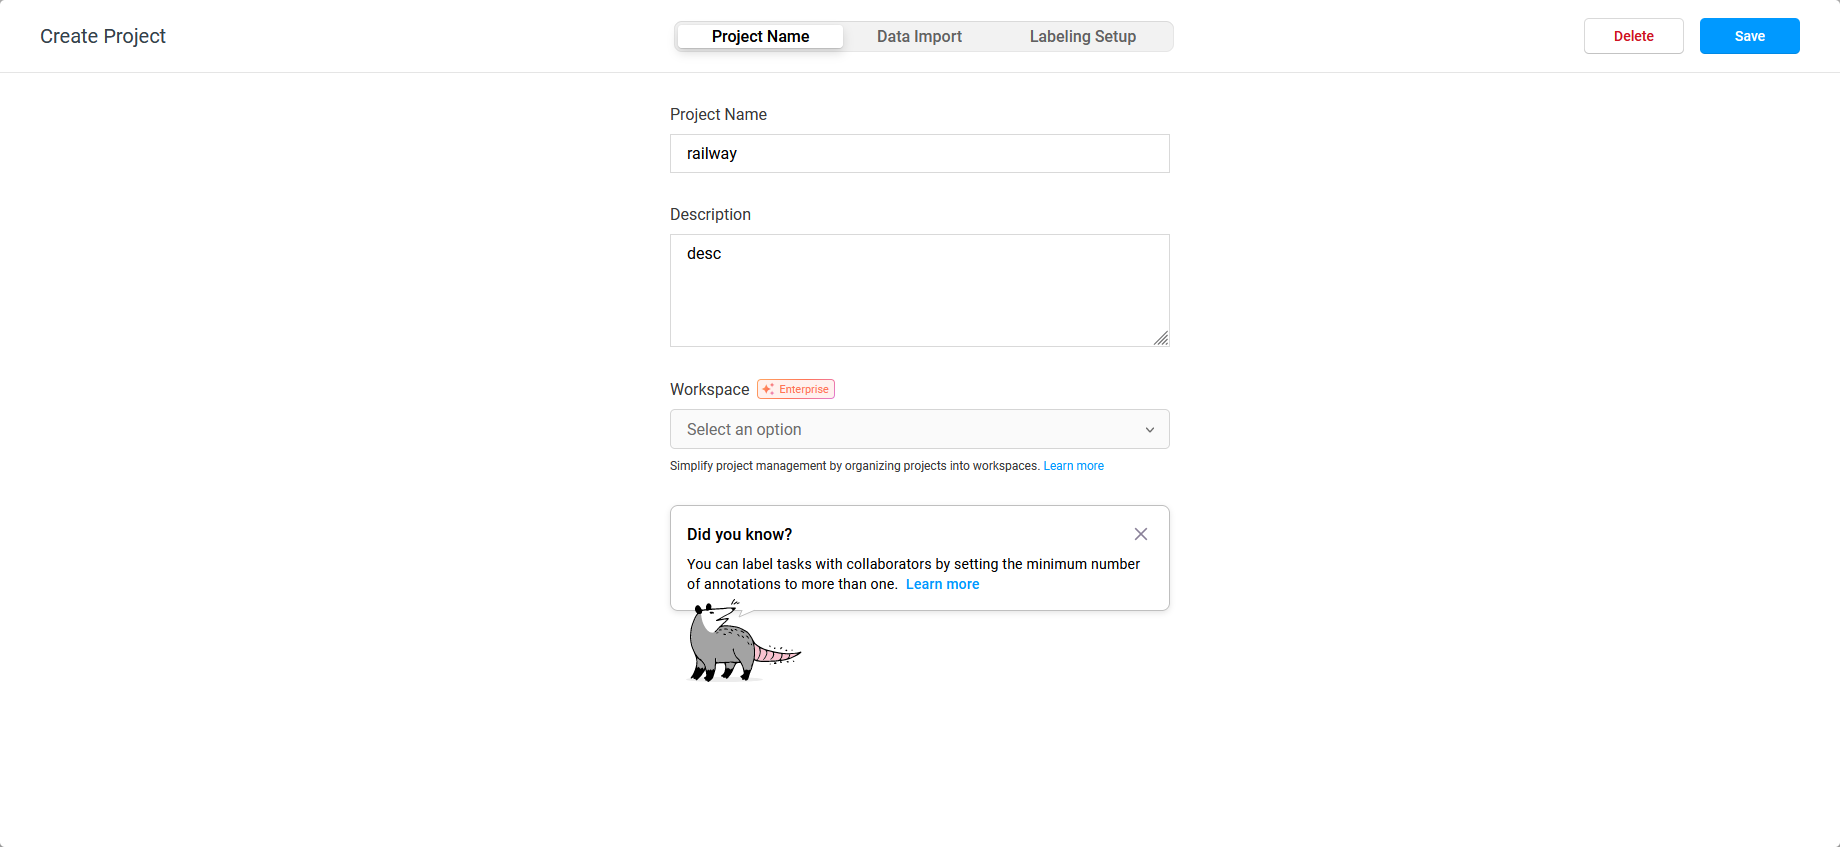 Create Project
Project Name
Data Import
Labeling Setup
Delete
Save
Project Name
railway
Description
desc
Workspace
Enterprise
Select an option
Simplify project management by organizing projects into workspaces. Learn more
Did you know?
You can label tasks with collaborators by setting the minimum number
of annotations to more than one. Learn more